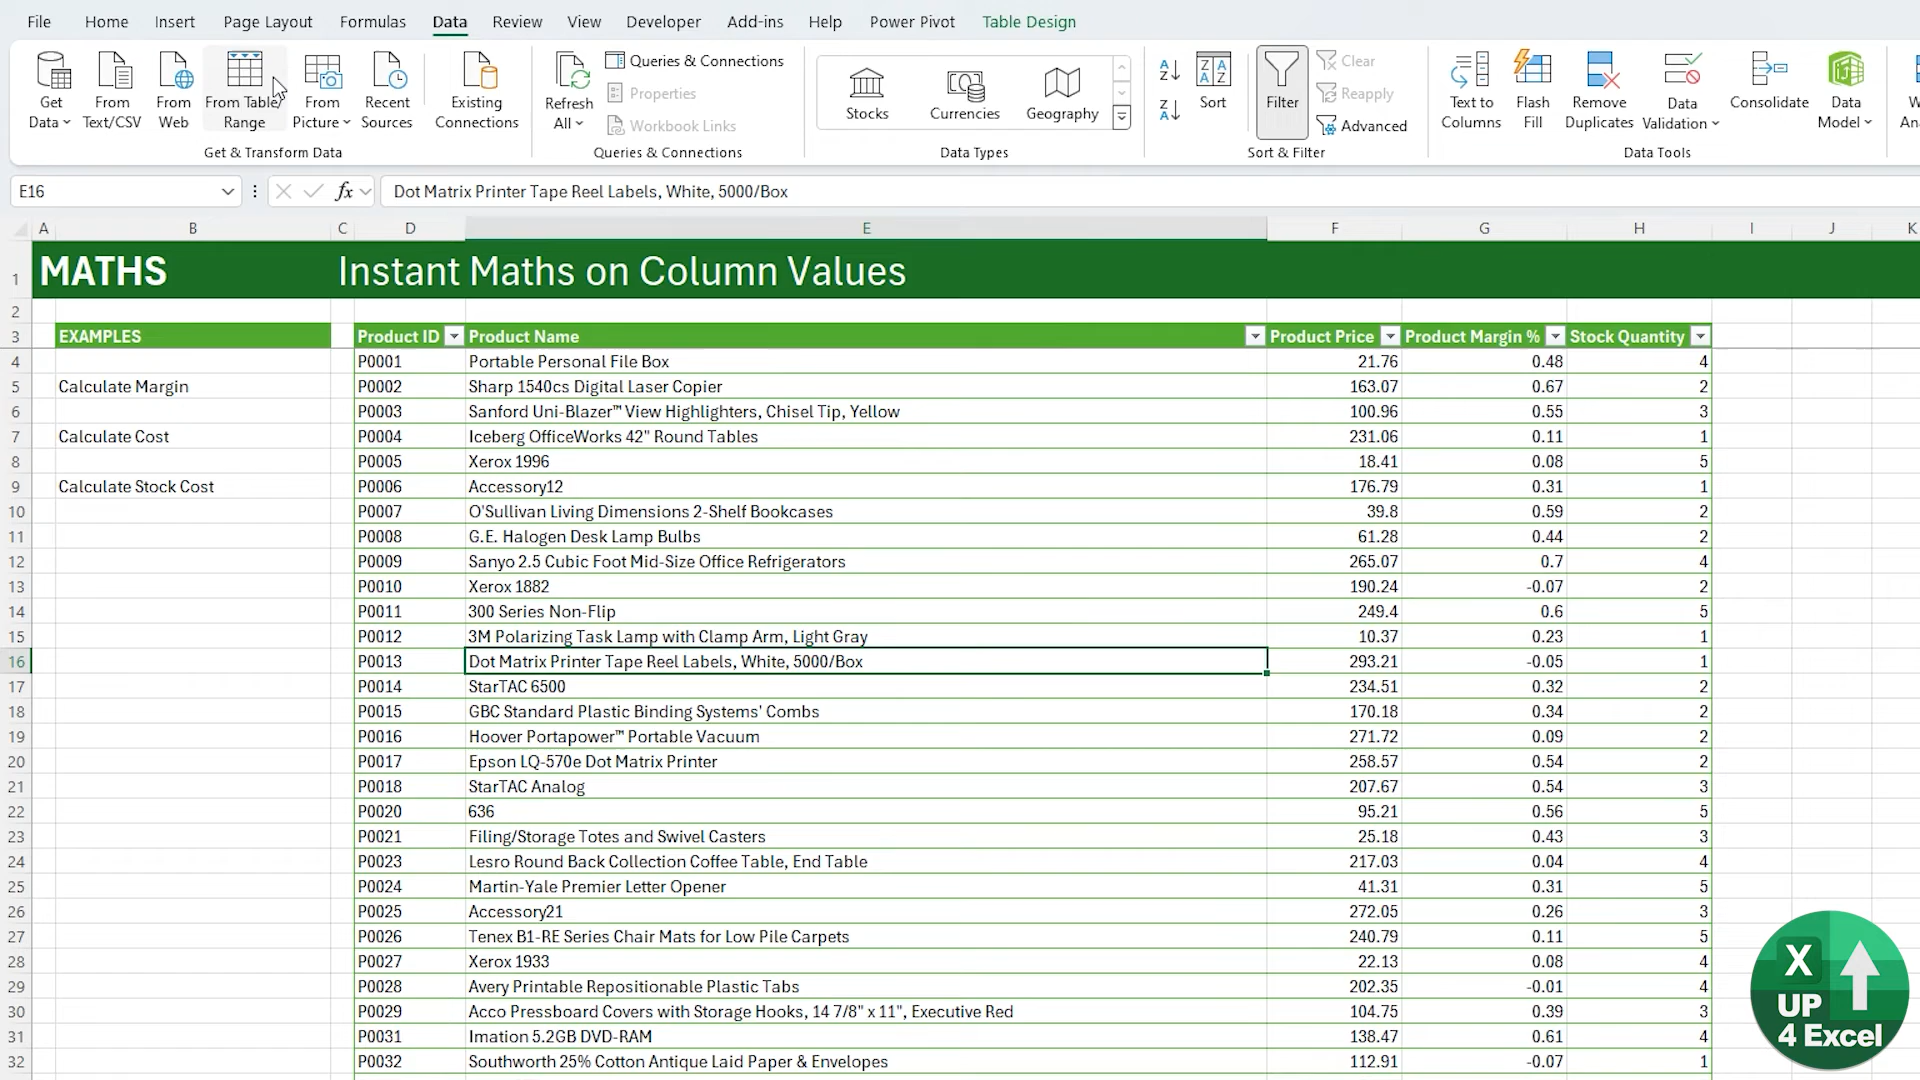 File Home Insert Page Layout Formulas Data Review View Developer Add-ins Help Power Pivot Table Design
Get Data From Text/CSV From Web From Table/ Range From Picture Recent Sources Existing Connections
Get & Transform Data
Refresh All Queries & Connections
Properties
Workbook Links
Queries & Connections
Stocks Currencies Geography
Data Types
Sort Filter Clear
Reapply
Advanced
Sort & Filter
Text to Columns Flash Fill Remove Duplicates Data Validation Consolidate Data Model
Data Tools
E16 fx Dot Matrix Printer Tape Reel Labels, White, 5000/Box
A B C D E F G H I J K
1 MATHS Instant Maths on Column Values
2
3 EXAMPLES Product ID Product Name Product Price Product Margin % Stock Quantity
4 P0001 Portable Personal File Box 21.76 0.48 4
5 Calculate Margin P0002 Sharp 1540cs Digital Laser Copier 163.07 0.67 2
6 P0003 Sanford Uni-Blazer™ View Highlighters, Chisel Tip, Yellow 100.96 0.55 3
7 Calculate Cost P0004 Iceberg OfficeWorks 42" Round Tables 231.06 0.11 1
8 P0005 Xerox 1996 18.41 0.08 5
9 Calculate Stock Cost P0006 Accessory12 176.79 0.31 1
10 P0007 O'Sullivan Living Dimensions 2-Shelf Bookcases 39.8 0.59 2
11 P0008 G.E. Halogen Desk Lamp Bulbs 61.28 0.44 2
12 P0009 Sanyo 2.5 Cubic Foot Mid-Size Office Refrigerators 265.07 0.7 4
13 P0010 Xerox 1882 190.24 -0.07 2
14 P0011 300 Series Non-Flip 249.4 0.6 5
15 P0012 3M Polarizing Task Lamp with Clamp Arm, Light Gray 10.37 0.23 1
16 P0013 Dot Matrix Printer Tape Reel Labels, White, 5000/Box 293.21 -0.05 1
17 P0014 StarTAC 6500 234.51 0.32 2
18 P0015 GBC Standard Plastic Binding Systems' Combs 170.18 0.34 2
19 P0016 Hoover Portapower™ Portable Vacuum 271.72 0.09 2
20 P0017 Epson LQ-570e Dot Matrix Printer 258.57 0.54 2
21 P0018 StarTAC Analog 207.67 0.54 3
22 P0020 636 95.21 0.56 5
23 P0021 Filing/Storage Totes and Swivel Casters 25.18 0.43 3
24 P0023 Lesro Round Back Collection Coffee Table, End Table 217.03 0.04 4
25 P0024 Martin-Yale Premier Letter Opener 41.31 0.31 5
26 P0025 Accessory21 272.05 0.26 3
27 P0026 Tenex B1-RE Series Chair Mats for Low Pile Carpets 240.79 0.11 5
28 P0027 Xerox 1933 22.13 0.08 4
29 P0028 Avery Printable Repositionable Plastic Tabs 202.35 -0.01 4
30 P0029 Acco Pressboard Covers with Storage Hooks, 14 7/8" x 11", Executive Red 104.75 0.39 3
31 P0031 Imation 5.2GB DVD-RAM 138.47 0.61 4
32 P0032 Southworth 25% Cotton Antique Laid Paper & Envelopes 112.91 -0.07 1
X
UP
4 Excel